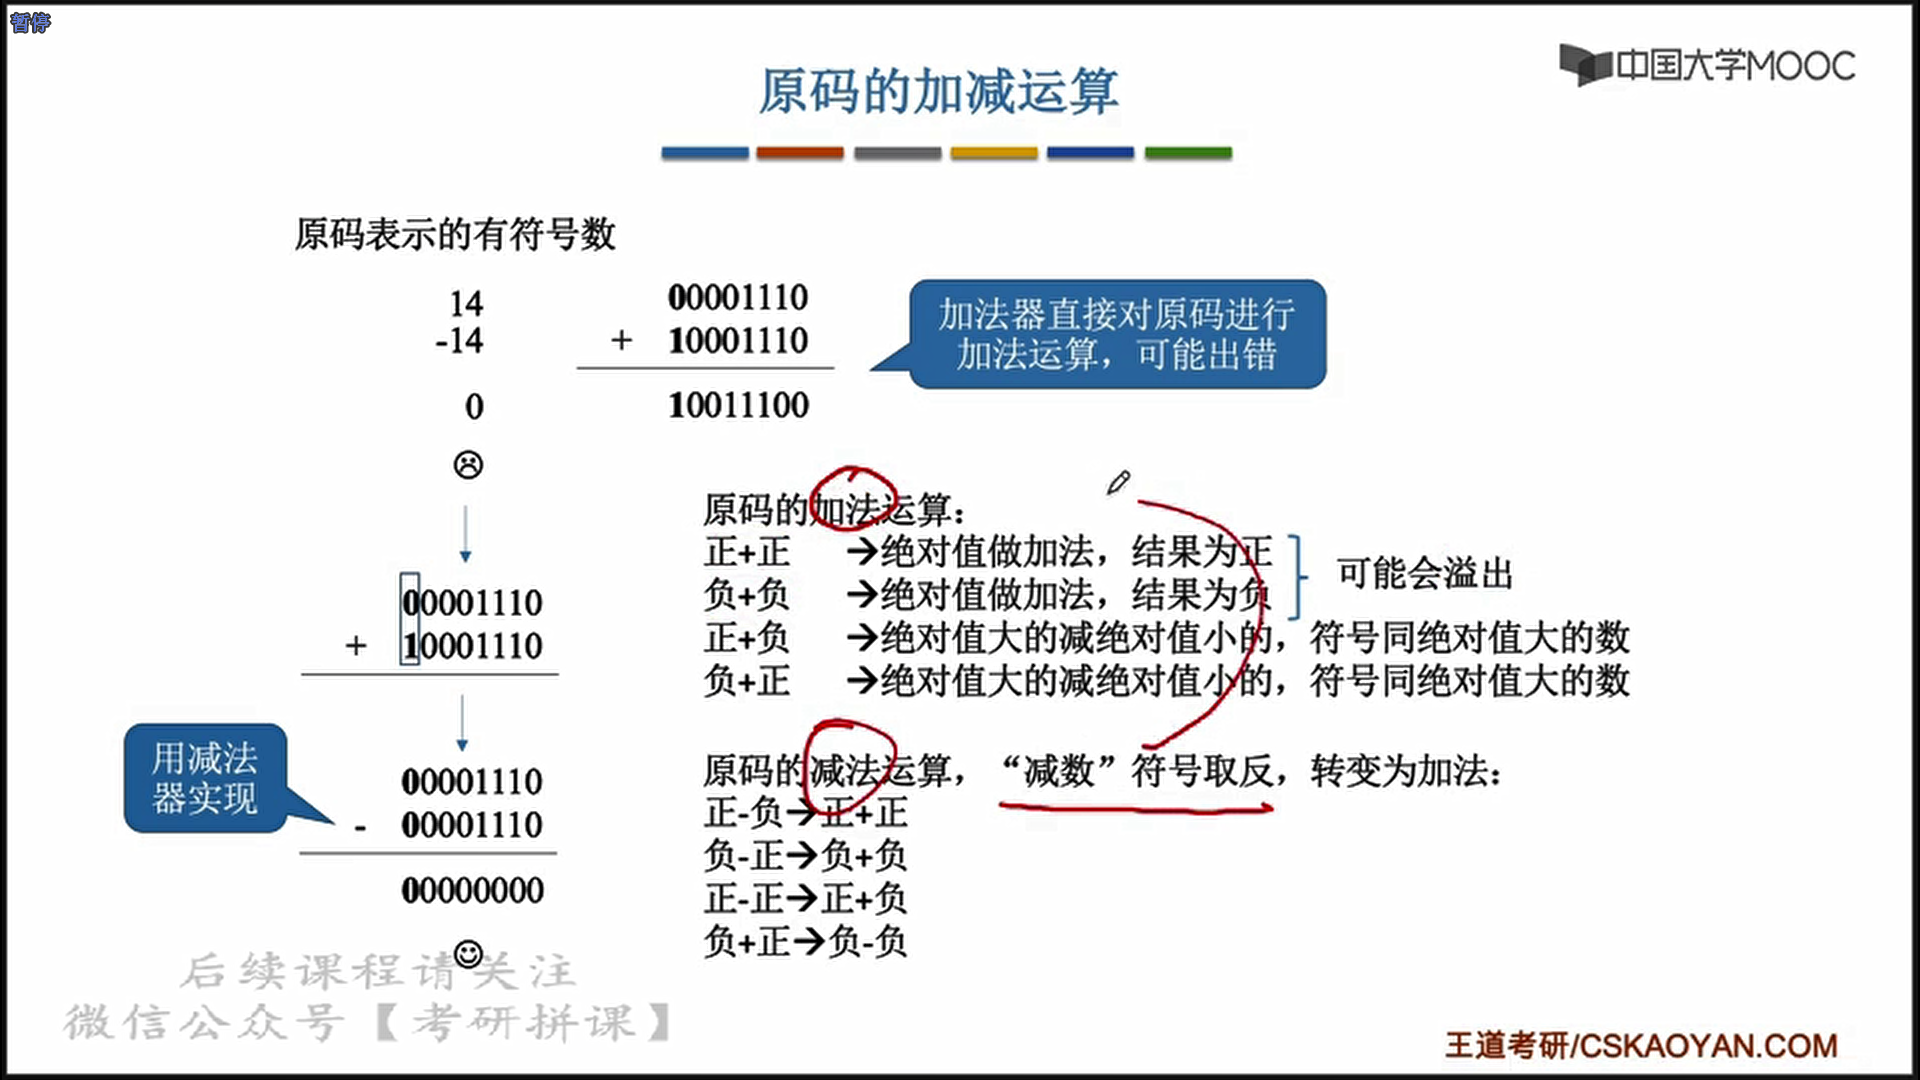 暂停
中国大学MOOC
原码的加减运算
原码表示的有符号数
14
-14
0
00001110
+ 10001110
10011100
加法器直接对原码进行
加法运算，可能出错
00001110
+ 10001110
用减法
器实现
00001110
- 00001110
00000000
原码的加法运算：
正+正 →绝对值做加法，结果为正
负+负 →绝对值做加法，结果为负
可能会溢出
正+负 →绝对值大的减绝对值小的，符号同绝对值大的数
负+正 →绝对值大的减绝对值小的，符号同绝对值大的数
原码的减法运算，“减数”符号取反，转变为加法：
正-负→正+正
负-正→负+负
正-正→正+负
负+正→负-负
后续课程请关注
微信公众号【考研拼课】
王道考研/CSKAOYAN.COM